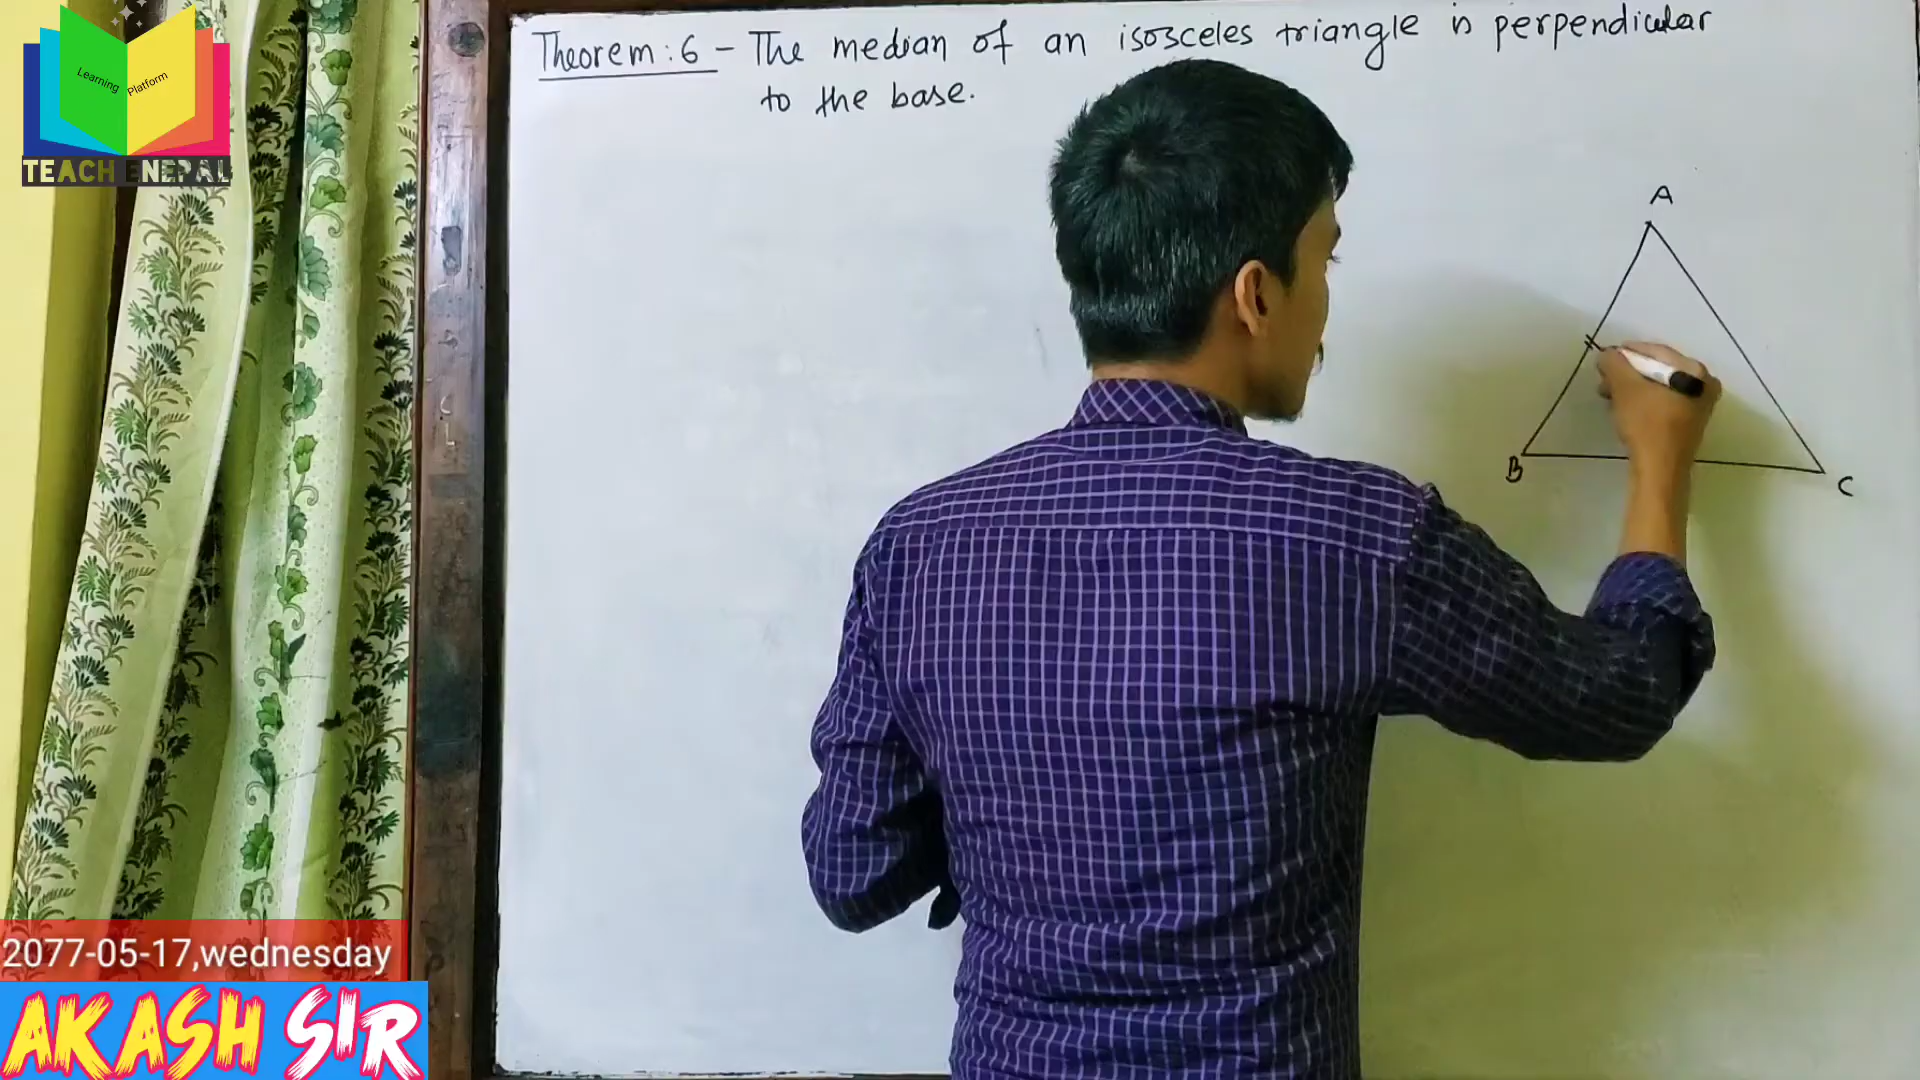 Learning Platform
TEACH ENEPAL
Theorem: 6 - The median of an isosceles triangle is perpendicular
to the base.
A
B
C
2077-05-17,wednesday
AKASH SIR